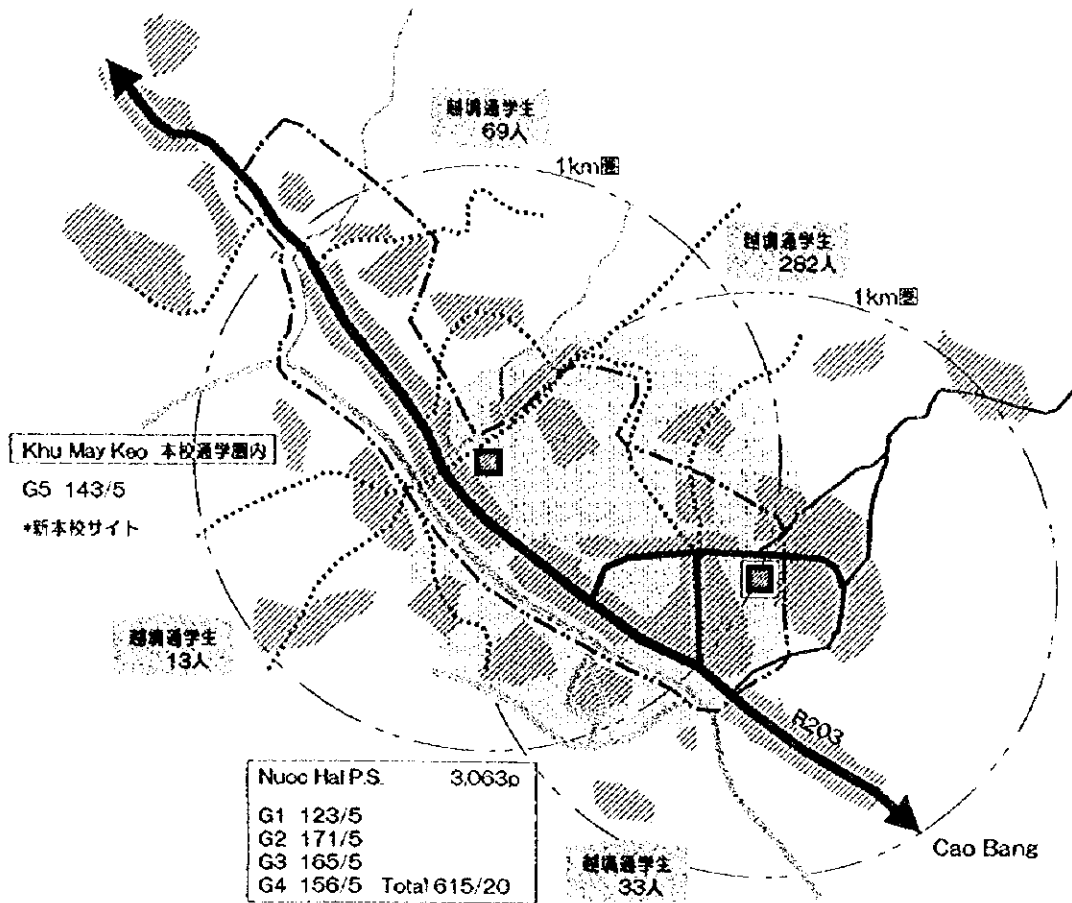 越境通学生
69人
1km圏
越境通学生
282人
1km圏
Khu May Keo 本校通学圏内
G5 143/5
*新本校サイト
越境通学生
13人
R203
Nuoc Hai P.S. 3,063p
G1 123/5
G2 171/5
G3 165/5
G4 156/5 Total 615/20
Cao Bang
越境通学生
33人